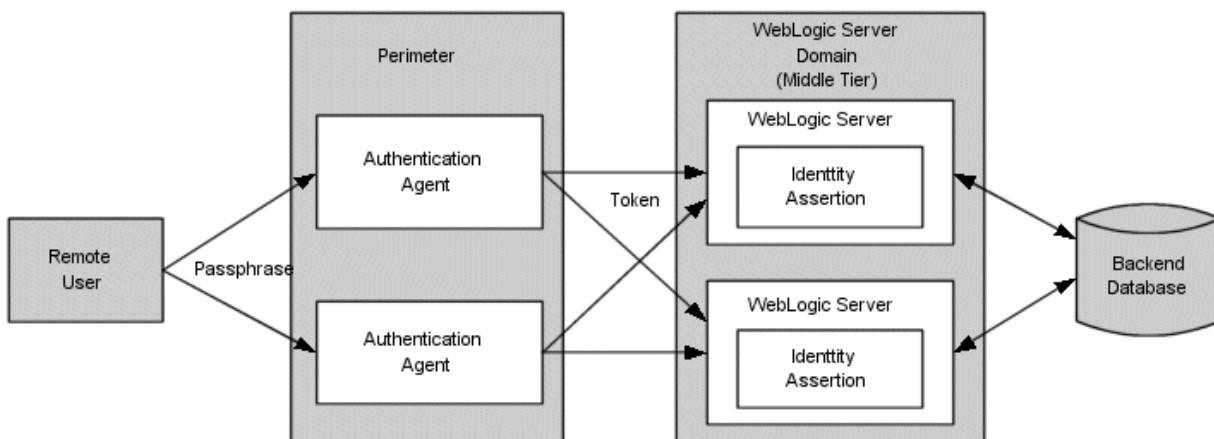 Perimeter
WebLogic Server
Domain
(Middle Tier)
WebLogic Server
Identtity
Assertion
Authentication
Agent
Token
Remote
User
Passphrase
Backend
Database
WebLogic Server
Identtity
Assertion
Authentication
Agent